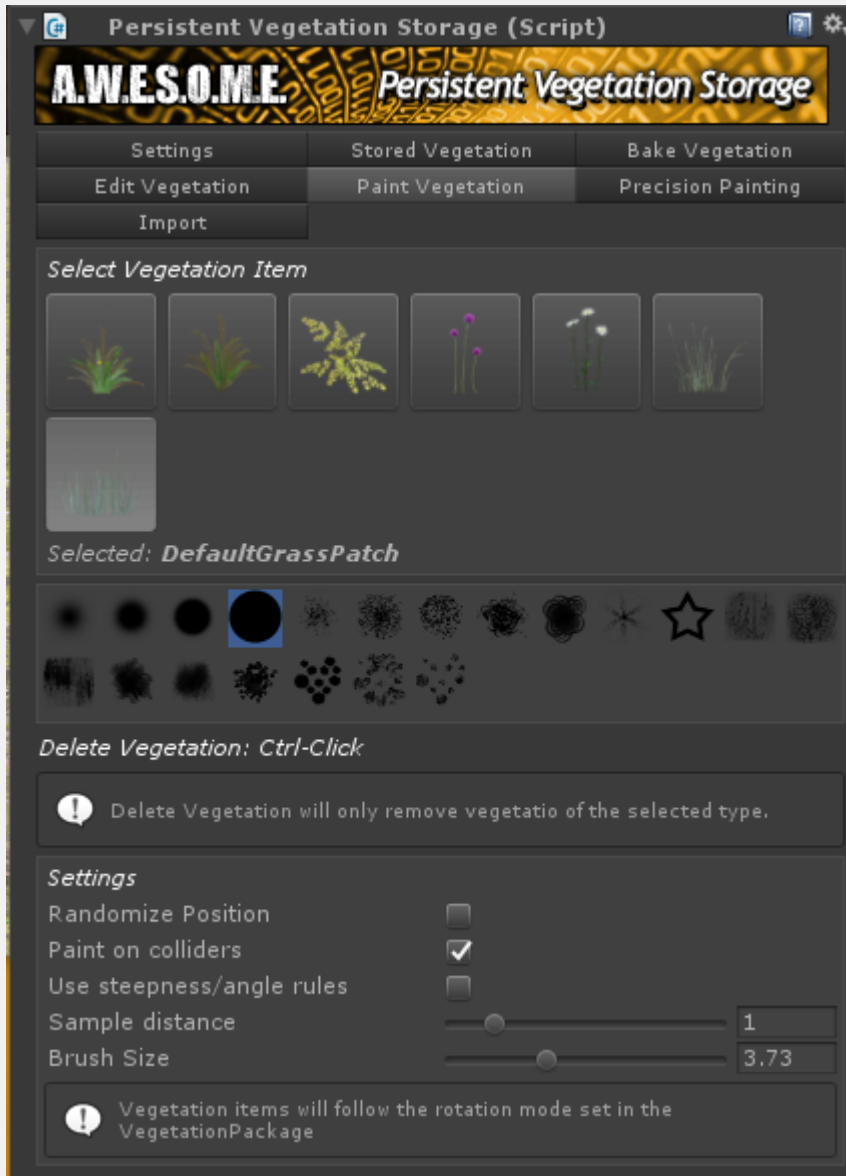 Persistent Vegetation Storage (Script)
A.W.E.S.O.M.E. Persistent Vegetation Storage
Settings Stored Vegetation Bake Vegetation
Edit Vegetation Paint Vegetation Precision Painting
Import
Select Vegetation Item
Selected: DefaultGrassPatch
Delete Vegetation: Ctrl-Click
Delete Vegetation will only remove vegetatio of the selected type.
Settings
Randomize Position
Paint on colliders
Use steepness/angle rules
Sample distance 1
Brush Size 3.73
Vegetation items will follow the rotation mode set in the
VegetationPackage